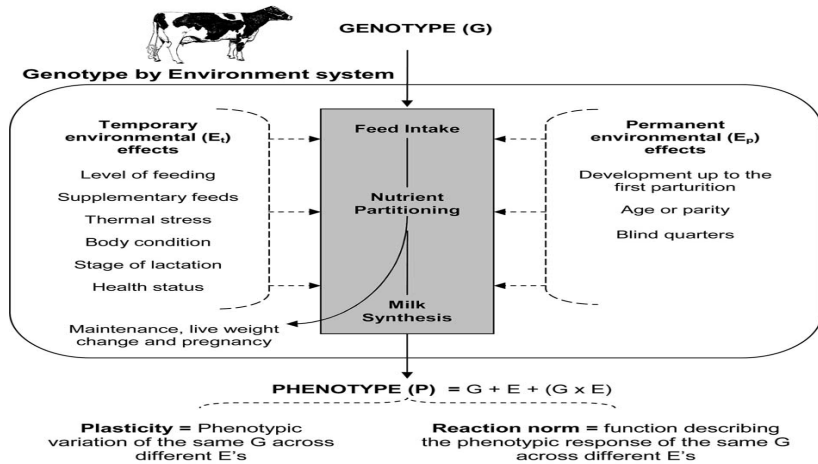 GENOTYPE (G)
Genotype by Environment system
Temporary
environmental (Eₜ)
effects
Level of feeding
Supplementary feeds
Thermal stress
Body condition
Stage of lactation
Health status
Feed Intake
Nutrient
Partitioning
Milk
Synthesis
Permanent
environmental (Eₚ)
effects
Development up to the
first parturition
Age or parity
Blind quarters
Maintenance, live weight
change and pregnancy
PHENOTYPE (P) = G + E + (G x E)
Plasticity = Phenotypic
variation of the same G across
different E's
Reaction norm = function describing
the phenotypic response of the same G
across different E's